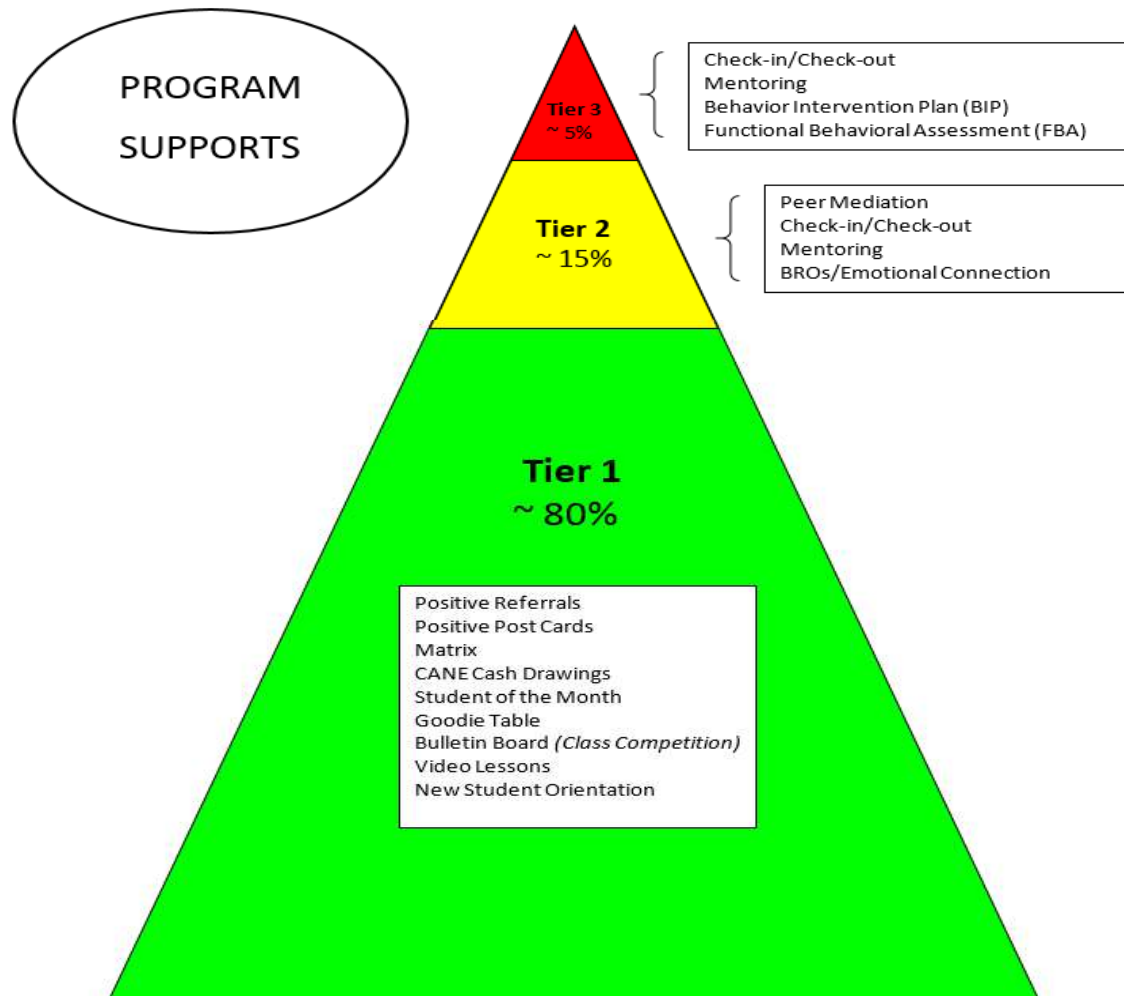 PROGRAM
SUPPORTS
Tier 3
~ 5%
Check-in/Check-out
Mentoring
Behavior Intervention Plan (BIP)
Functional Behavioral Assessment (FBA)
Tier 2
~ 15%
Peer Mediation
Check-in/Check-out
Mentoring
BROs/Emotional Connection
Tier 1
~ 80%
Positive Referrals
Positive Post Cards
Matrix
CANE Cash Drawings
Student of the Month
Goodie Table
Bulletin Board (Class Competition)
Video Lessons
New Student Orientation